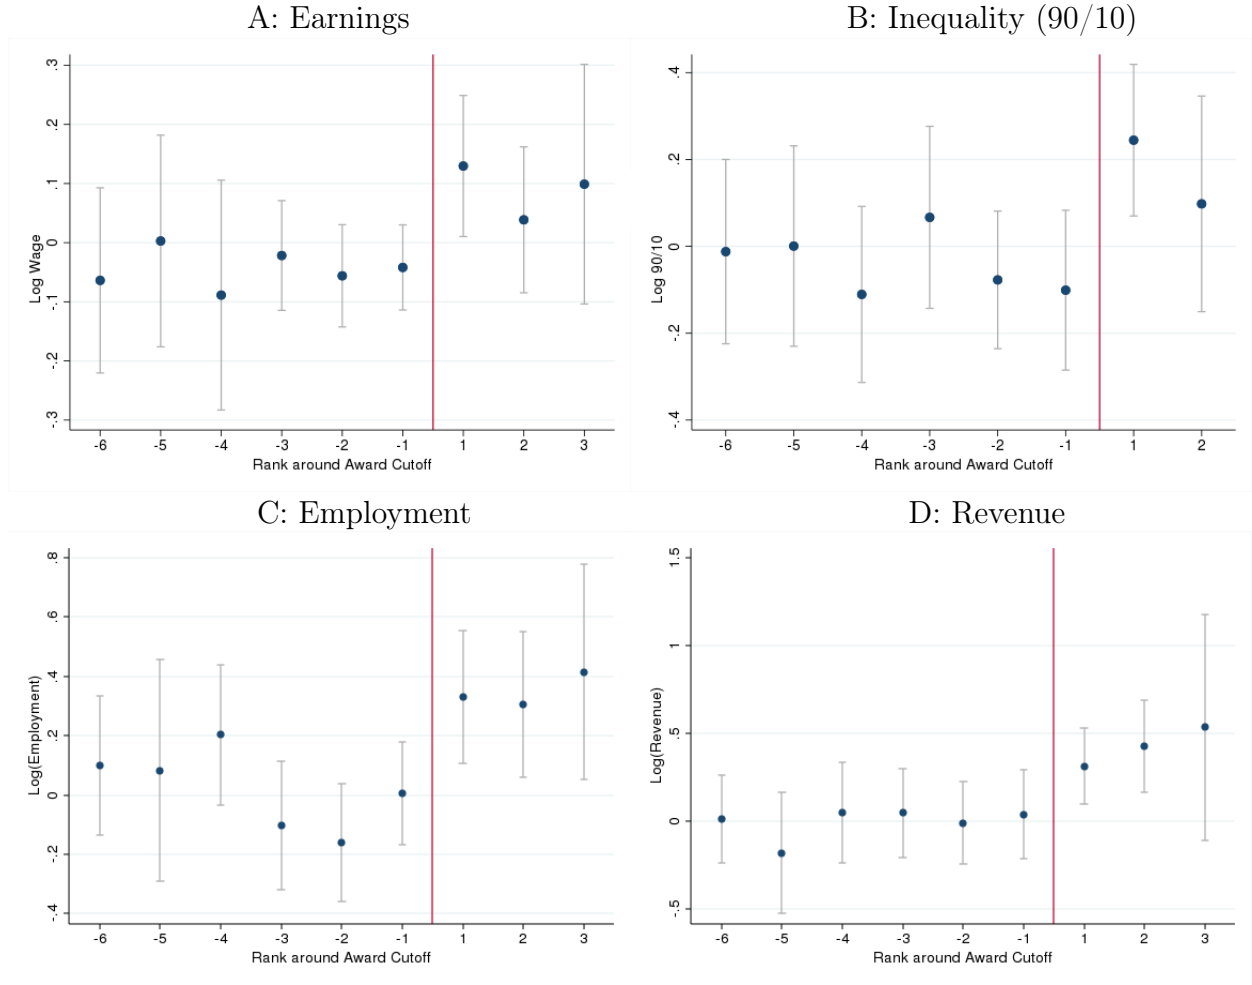 A: Earnings
.3
.2
.1
0
-.1
-.2
-.3
Log Wage
-6 -5 -4 -3 -2 -1 1 2 3
Rank around Award Cutoff
B: Inequality (90/10)
.4
.2
0
-.2
-.4
Log 90/10
-6 -5 -4 -3 -2 -1 1 2
Rank around Award Cutoff
C: Employment
.8
.6
.4
.2
0
-.2
-.4
Log(Employment)
-6 -5 -4 -3 -2 -1 1 2 3
Rank around Award Cutoff
D: Revenue
1.5
1
.5
0
-.5
Log(Revenue)
-6 -5 -4 -3 -2 -1 1 2 3
Rank around Award Cutoff